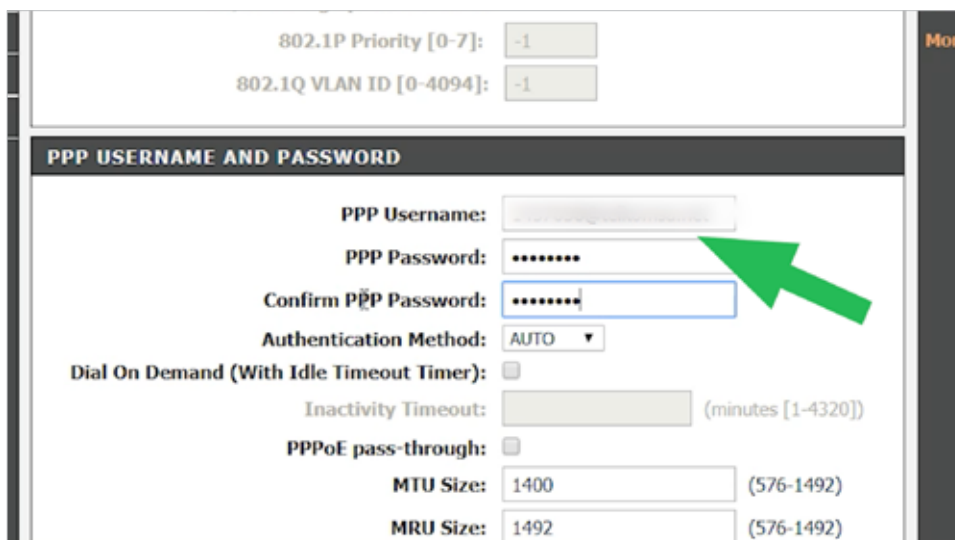 802.1P Priority [0-7]: -1
Mor
802.1Q VLAN ID [0-4094]: -1
PPP USERNAME AND PASSWORD
PPP Username:
PPP Password: ••••••••
Confirm PPP Password: ••••••••
Authentication Method: AUTO
Dial On Demand (With Idle Timeout Timer):
Inactivity Timeout: (minutes [1-4320])
PPPoE pass-through:
MTU Size: 1400 (576-1492)
MRU Size: 1492 (576-1492)